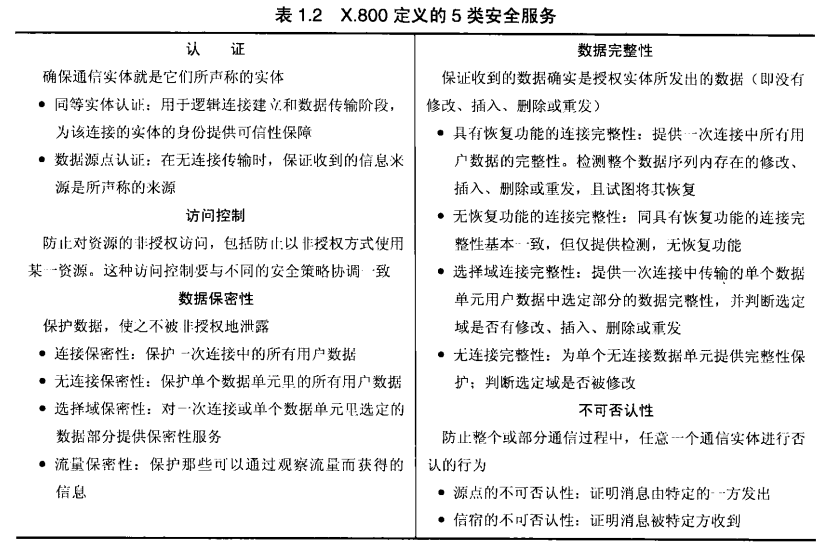 表 1.2 X.800 定义的 5 类安全服务
认 证
确保通信实体就是它们所声称的实体
● 同等实体认证：用于逻辑连接建立和数据传输阶段，
为该连接的实体的身份提供可信性保障
● 数据源点认证：在无连接传输时，保证收到的信息来
源是所声称的来源
访问控制
防止对资源的非授权访问，包括防止以非授权方式使用
某一资源。这种访问控制要与不同的安全策略协调一致
数据保密性
保护数据，使之不被非授权地泄露
● 连接保密性：保护一次连接中的所有用户数据
● 无连接保密性：保护单个数据单元里的所有用户数据
● 选择域保密性：对一次连接或单个数据单元里选定的
数据部分提供保密性服务
● 流量保密性：保护那些可以通过观察流量而获得的
信息
数据完整性
保证收到的数据确实是授权实体所发出的数据（即没有
修改、插入、删除或重发）
● 具有恢复功能的连接完整性：提供一次连接中所有用
户数据的完整性。检测整个数据序列内存在的修改、
插入、删除或重发，且试图将其恢复
● 无恢复功能的连接完整性：同具有恢复功能的连接完
整性基本一致，但仅提供检测，无恢复功能
● 选择域连接完整性：提供一次连接中传输的单个数据
单元用户数据中选定部分的数据完整性，并判断选定
域是否有修改、插入、删除或重发
● 无连接完整性：为单个无连接数据单元提供完整性保
护；判断选定域是否被修改
不可否认性
防止整个或部分通信过程中，任意一个通信实体进行否
认的行为
● 源点的不可否认性：证明消息由特定的一方发出
● 信宿的不可否认性：证明消息被特定方收到